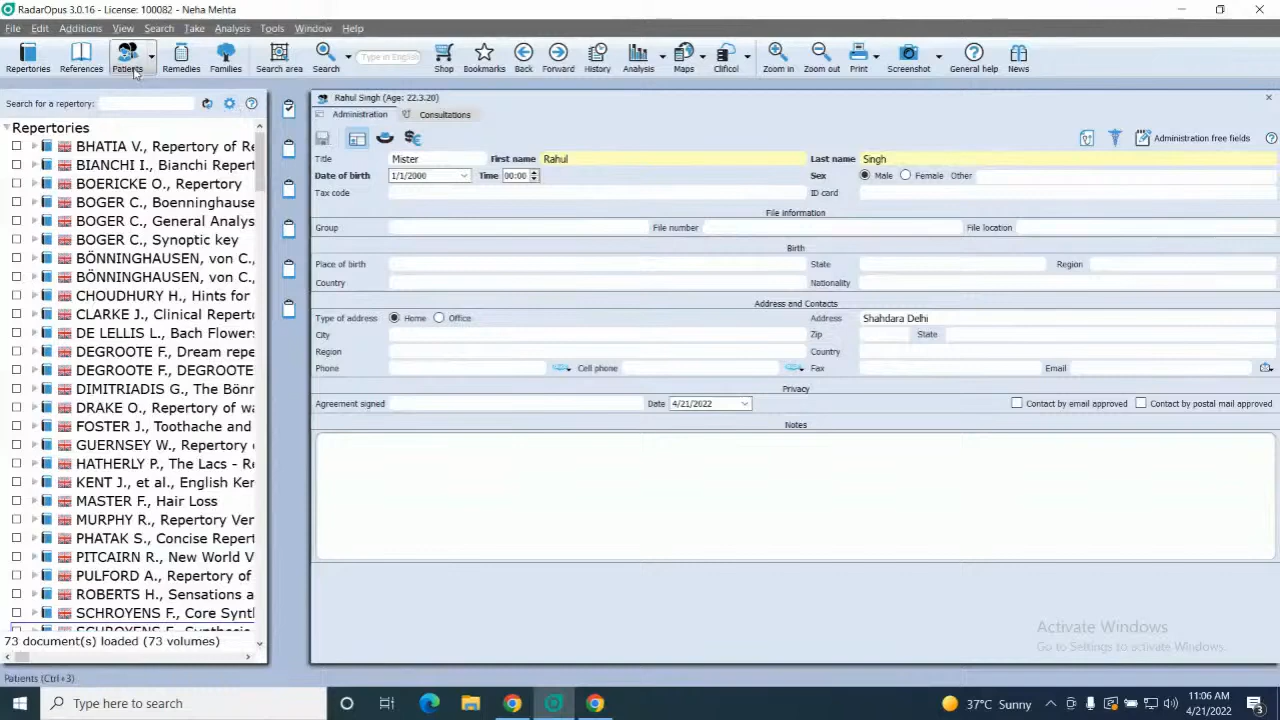 RadarOpus 3.0.16 - License: 100082 - Neha Mehta
File Edit Additions View Search Take Analysis Tools Window Help
Repertories References Patients Remedies Families Search area Search Type in English Shop Bookmarks Back Forward History Analysis Maps Clificol Zoom in Zoom out Print Screenshot General help News
Search for a repertory:
Repertories
BHATIA V., Repertory of Re
BIANCHI I., Bianchi Repert
BOERICKE O., Repertory
BOGER C., Boenninghause
BOGER C., General Analys
BOGER C., Synoptic key
BÖNNINGHAUSEN, von C.,
BÖNNINGHAUSEN, von C.,
CHOUDHURY H., Hints for
CLARKE J., Clinical Reperto
DE LELLIS L., Bach Flowers
DEGROOTE F., Dream repe
DEGROOTE F., DEGROOTE
DIMITRIADIS G., The Bönn
DRAKE O., Repertory of wa
FOSTER J., Toothache and
GUERNSEY W., Repertory o
HATHERLY P., The Lacs - Re
KENT J., et al., English Ken
MASTER F., Hair Loss
MURPHY R., Repertory Ver
PHATAK S., Concise Repert
PITCAIRN R., New World V
PULFORD A., Repertory of
ROBERTS H., Sensations a
SCHROYENS F., Core Synt
SCHROYENS F., Synthesis
73 document(s) loaded (73 volumes)
Patients (Ctrl+3)
Rahul Singh (Age: 22.3.20)
Administration Consultations
Administration free fields
Title Mister First name Rahul Last name Singh
Date of birth 1/1/2000 Time 00:00 Sex Male Female Other
Tax code ID card
File information
Group File number File location
Birth
Place of birth State Region
Country Nationality
Address and Contacts
Type of address Home Office Address Shahdara Delhi
City Zip State
Region Country
Phone Cell phone Fax Email
Privacy
Agreement signed Date 4/21/2022 Contact by email approved Contact by postal mail approved
Notes
Activate Windows
Go to Settings to activate Windows.
Type here to search
37°C Sunny
11:06 AM
4/21/2022
3